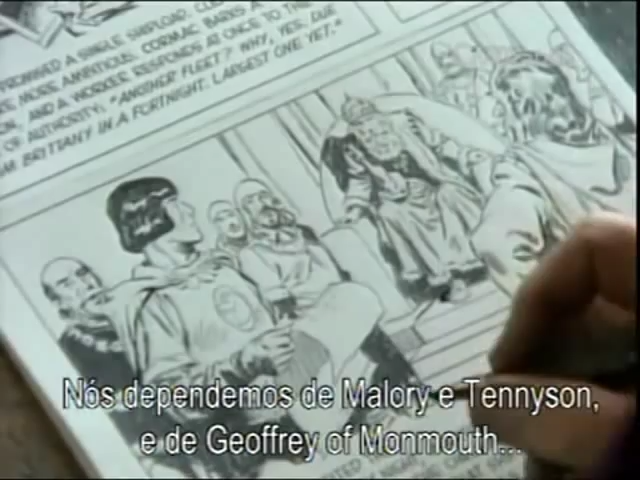 PROMISED A SINGLE SHIPLOAD.
MORE AMBITIOUS. CORMAC BARKS A
AND A WORKER RESPONDS AT ONCE TO THE
OF AUTHORITY: "ANOTHER FLEET? WHY, YES. DUE
BRITTANY IN A FORTNIGHT. LARGEST ONE YET."
Nós dependemos de Malory e Tennyson,
e de Geoffrey of Monmouth...